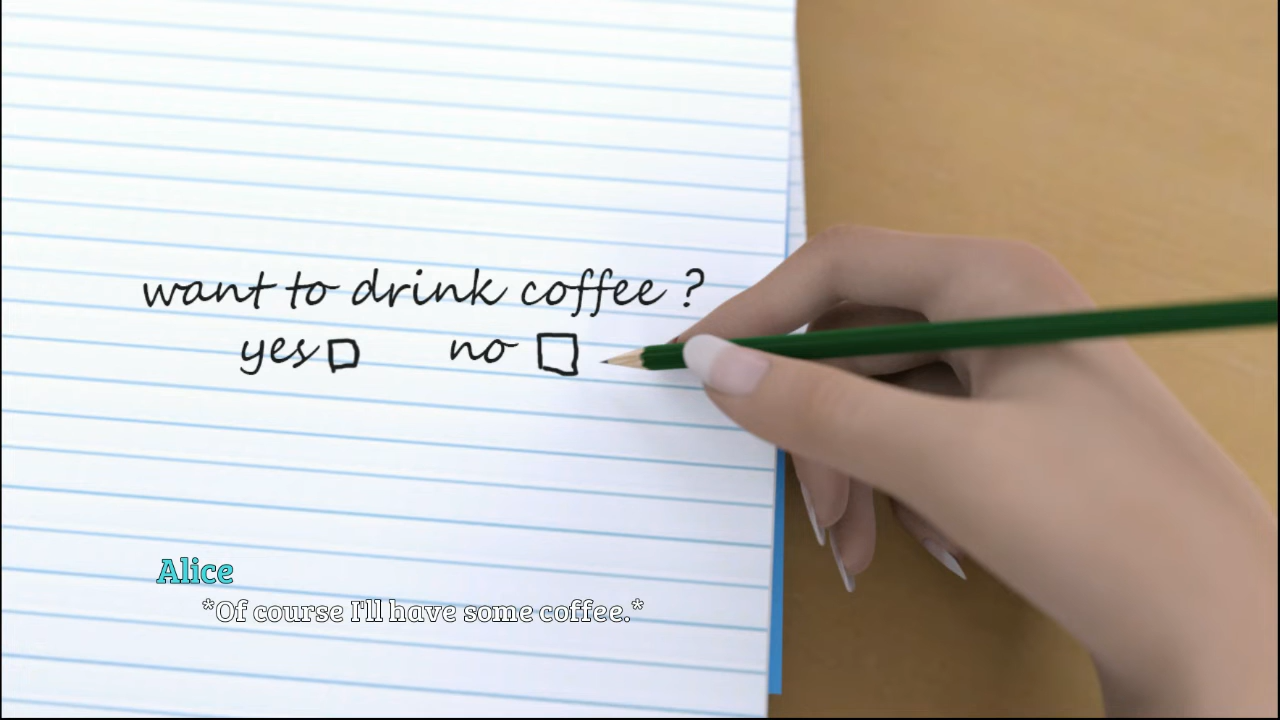 want to drink coffee ?
yes □ no □
Alice
*Of course I'll have some coffee.*